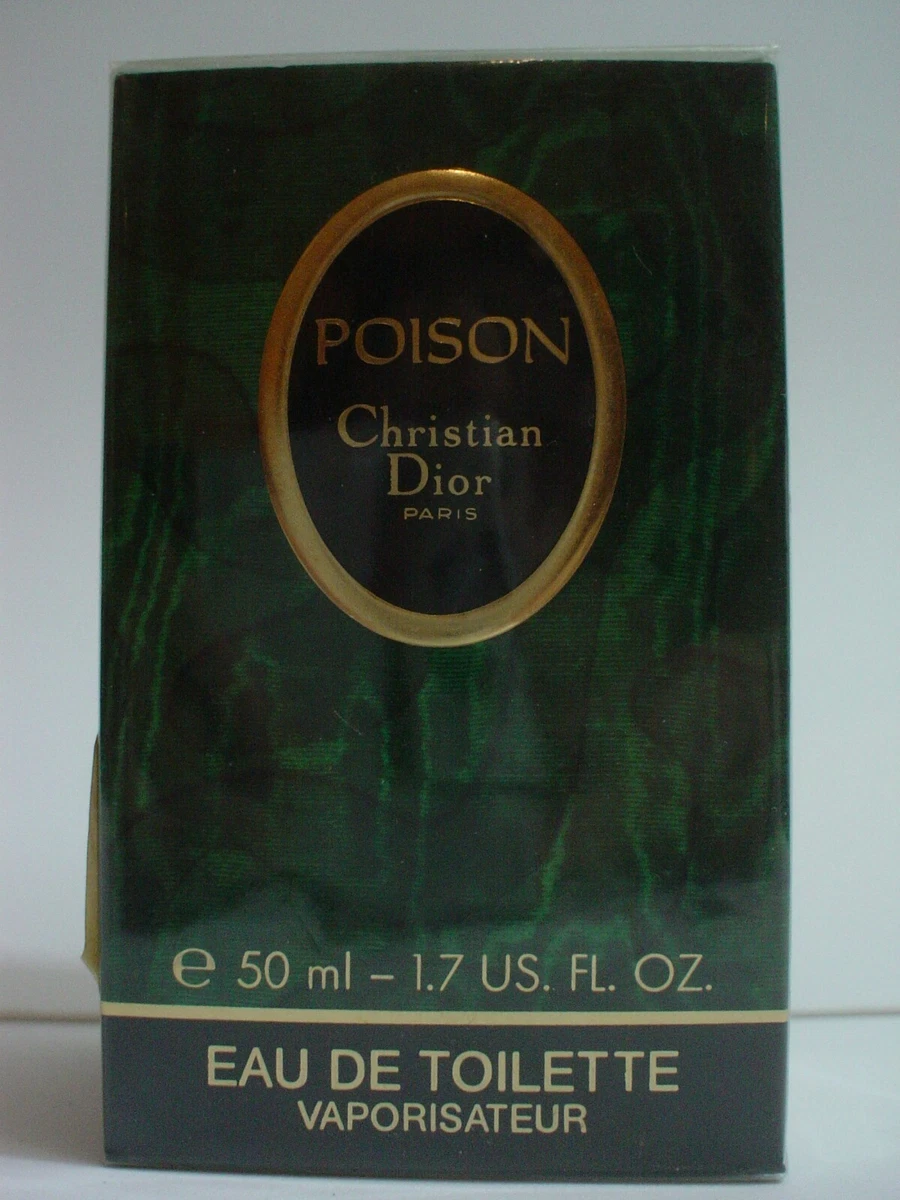 POISON
Christian
Dior
PARIS
℮ 50 ml – 1.7 US. FL. OZ.
EAU DE TOILETTE
VAPORISATEUR